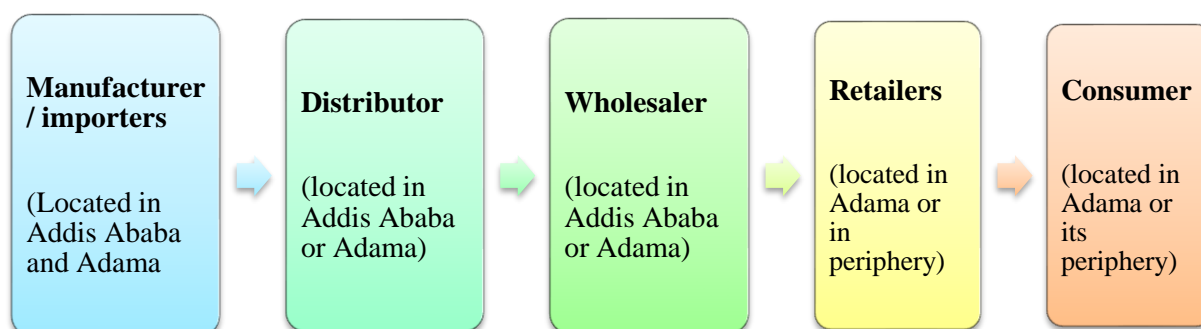 Manufacturer
/ importers
(Located in
Addis Ababa
and Adama
Distributor
(located in
Addis Ababa
or Adama)
Wholesaler
(located in
Addis Ababa
or Adama)
Retailers
(located in
Adama or
in
periphery)
Consumer
(located in
Adama or
its
periphery)